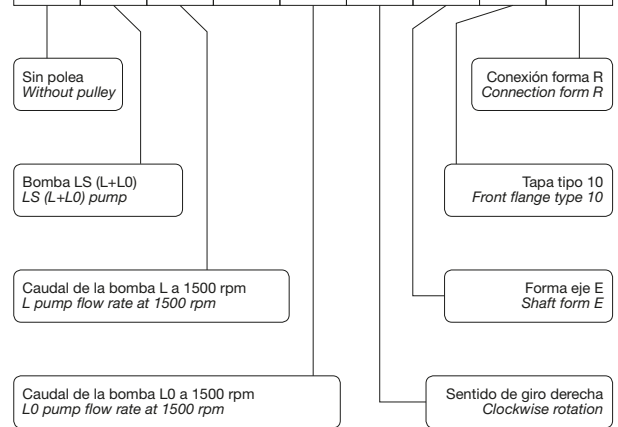 Sin polea
Without pulley
Conexión forma R
Connection form R
Bomba LS (L+L0)
LS (L+L0) pump
Tapa tipo 10
Front flange type 10
Caudal de la bomba L a 1500 rpm
L pump flow rate at 1500 rpm
Forma eje E
Shaft form E
Caudal de la bomba L0 a 1500 rpm
L0 pump flow rate at 1500 rpm
Sentido de giro derecha
Clockwise rotation